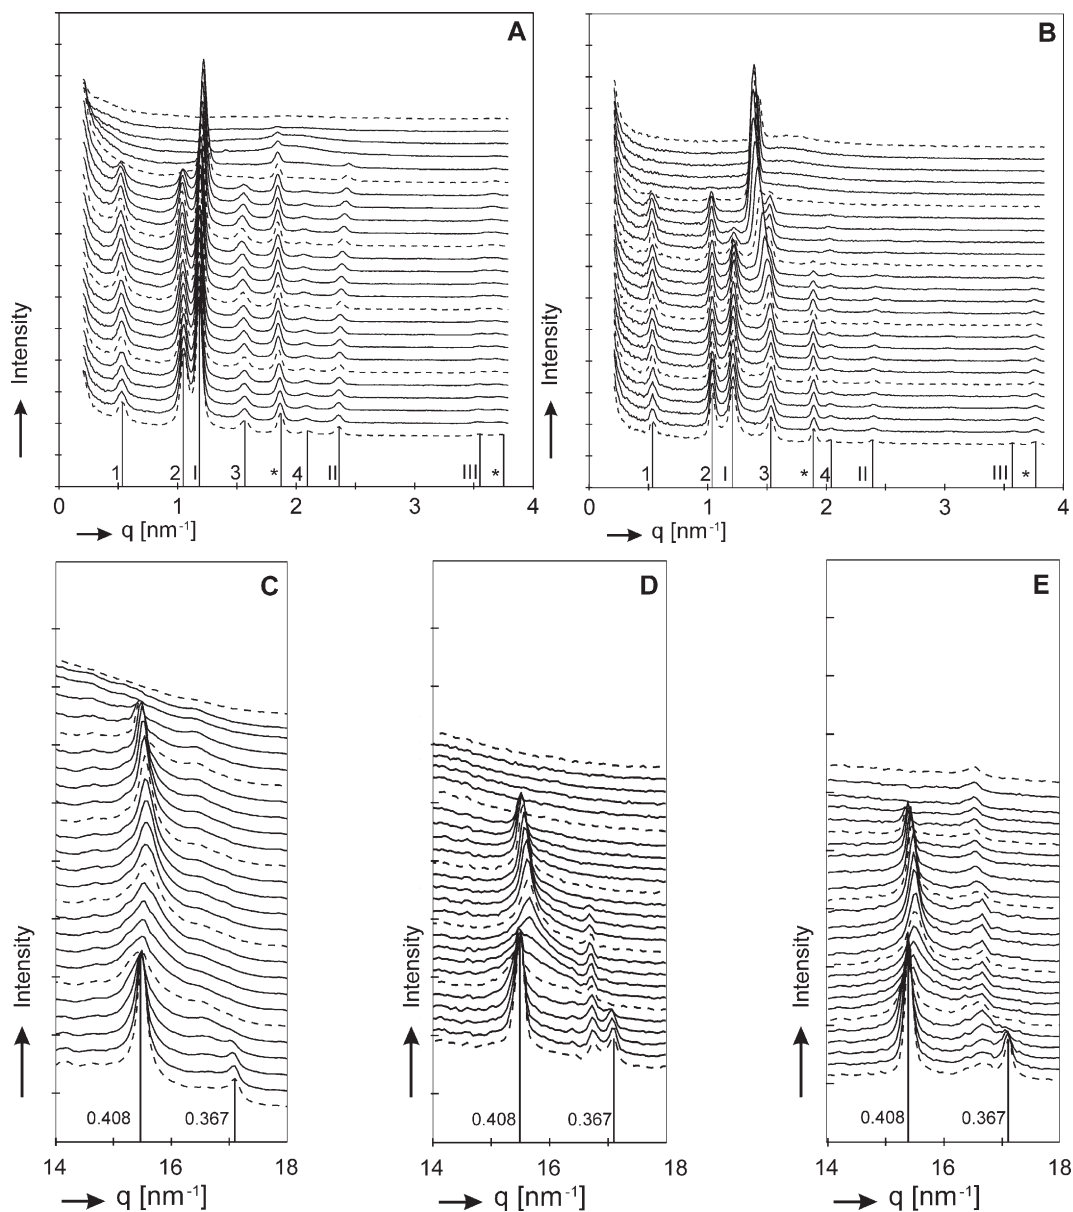 A
B
Intensity
Intensity
1 2 I 3 * 4 II III *
1 2 I 3 * 4 II III *
0 1 2 3 4
0 1 2 3 4
q [nm-1]
q [nm-1]
C
D
E
Intensity
Intensity
Intensity
0.408 0.367
0.408 0.367
0.408 0.367
14 16 18
14 16 18
14 16 18
q [nm-1]
q [nm-1]
q [nm-1]